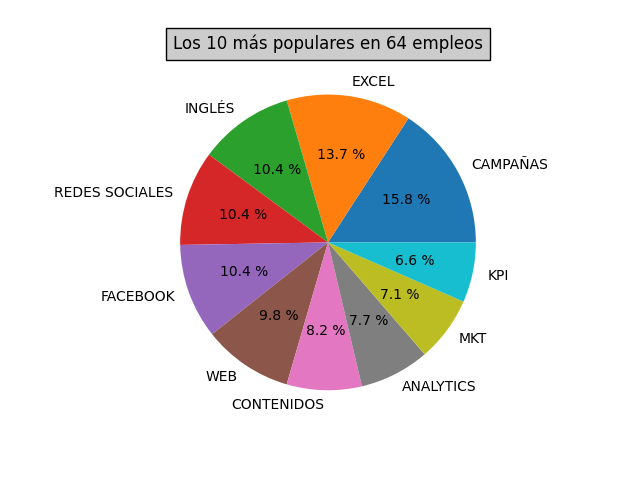 Los 10 más populares en 64 empleos
EXCEL
INGLÉS
CAMPAÑAS
13.7 %
10.4 %
15.8 %
REDES SOCIALES
10.4 %
6.6 %
10.4 %
KPI
FACEBOOK
7.1 %
9.8 %
7.7 %
8.2 %
MKT
WEB
ANALYTICS
CONTENIDOS